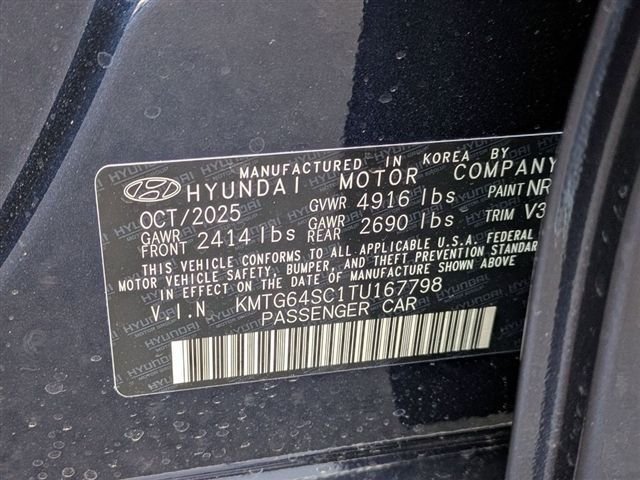 MANUFACTURED IN KOREA BY
HYUNDAI MOTOR COMPANY
OCT/2025 GVWR 4916 lbs PAINT NR
GAWR FRONT 2414 lbs GAWR REAR 2690 lbs TRIM V3
THIS VEHICLE CONFORMS TO ALL APPLICABLE U.S.A. FEDERAL
MOTOR VEHICLE SAFETY, BUMPER, AND THEFT PREVENTION STANDAR
IN EFFECT ON THE DATE OF MANUFACTURE SHOWN ABOVE
V.I.N. KMTG64SC1TU167798
PASSENGER CAR